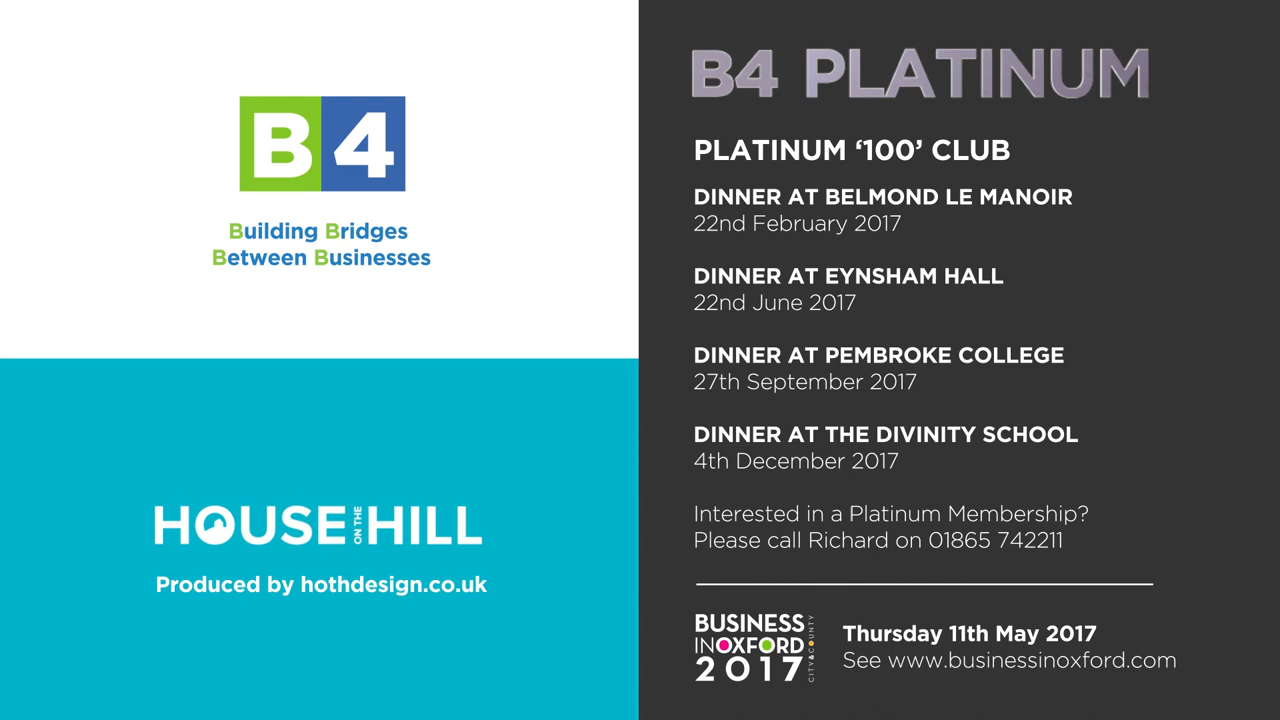 B4
Building Bridges
Between Businesses
HOUSE ON THE HILL
Produced by hothdesign.co.uk
B4 PLATINUM
PLATINUM ‘100’ CLUB
DINNER AT BELMOND LE MANOIR
22nd February 2017
DINNER AT EYNSHAM HALL
22nd June 2017
DINNER AT PEMBROKE COLLEGE
27th September 2017
DINNER AT THE DIVINITY SCHOOL
4th December 2017
Interested in a Platinum Membership?
Please call Richard on 01865 742211
BUSINESS
INOXFORD
2017
CITY&COUNTY
Thursday 11th May 2017
See www.businessinoxford.com